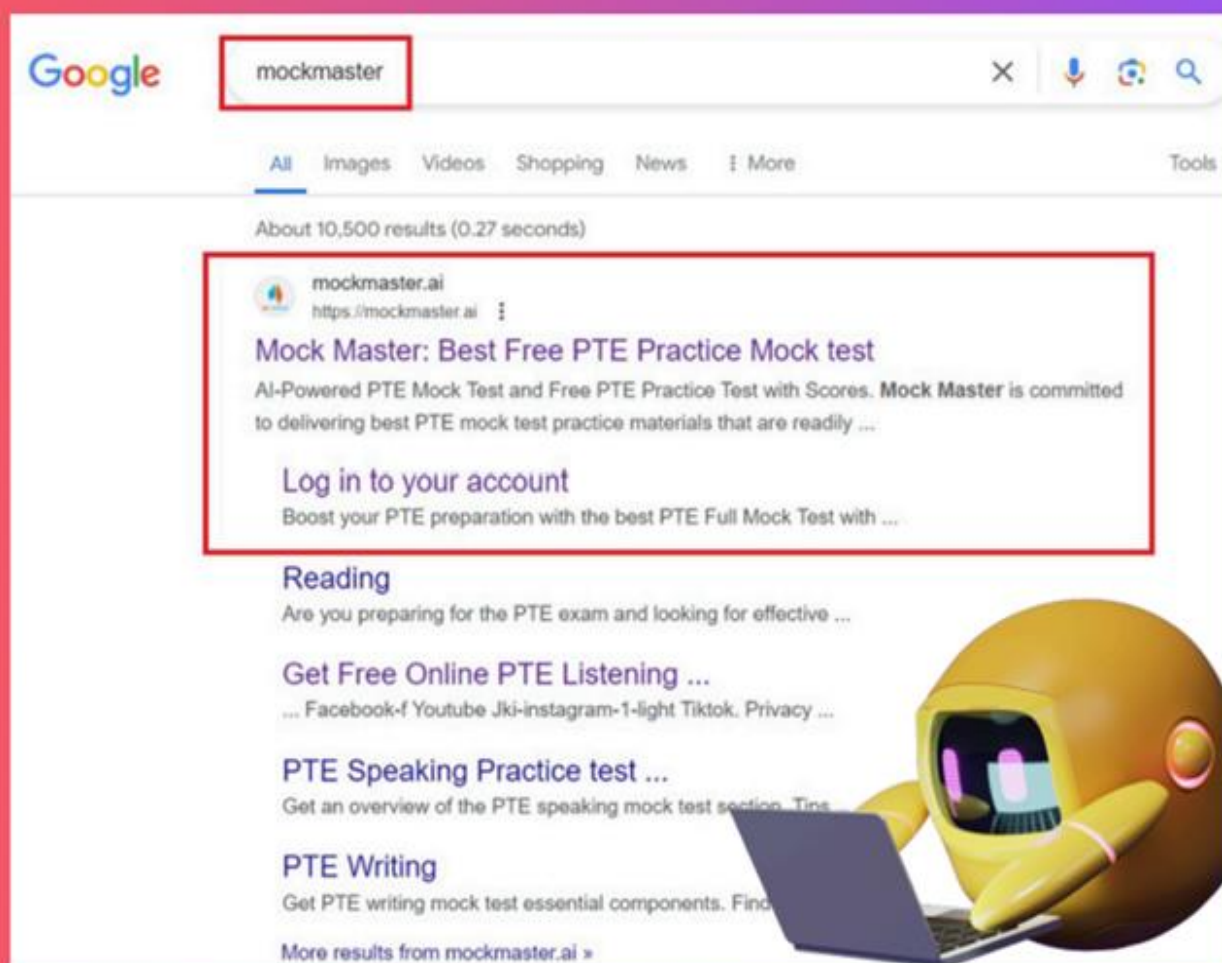 Google
mockmaster
All Images Videos Shopping News More Tools
About 10,500 results (0.27 seconds)
mockmaster.ai
https://mockmaster.ai
Mock Master: Best Free PTE Practice Mock test
AI-Powered PTE Mock Test and Free PTE Practice Test with Scores. Mock Master is committed
to delivering best PTE mock test practice materials that are readily ...
Log in to your account
Boost your PTE preparation with the best PTE Full Mock Test with ...
Reading
Are you preparing for the PTE exam and looking for effective ...
Get Free Online PTE Listening ...
... Facebook-f Youtube Jki-instagram-1-light Tiktok. Privacy ...
PTE Speaking Practice test ...
Get an overview of the PTE speaking mock test section. Tips
PTE Writing
Get PTE writing mock test essential components. Find
More results from mockmaster.ai »